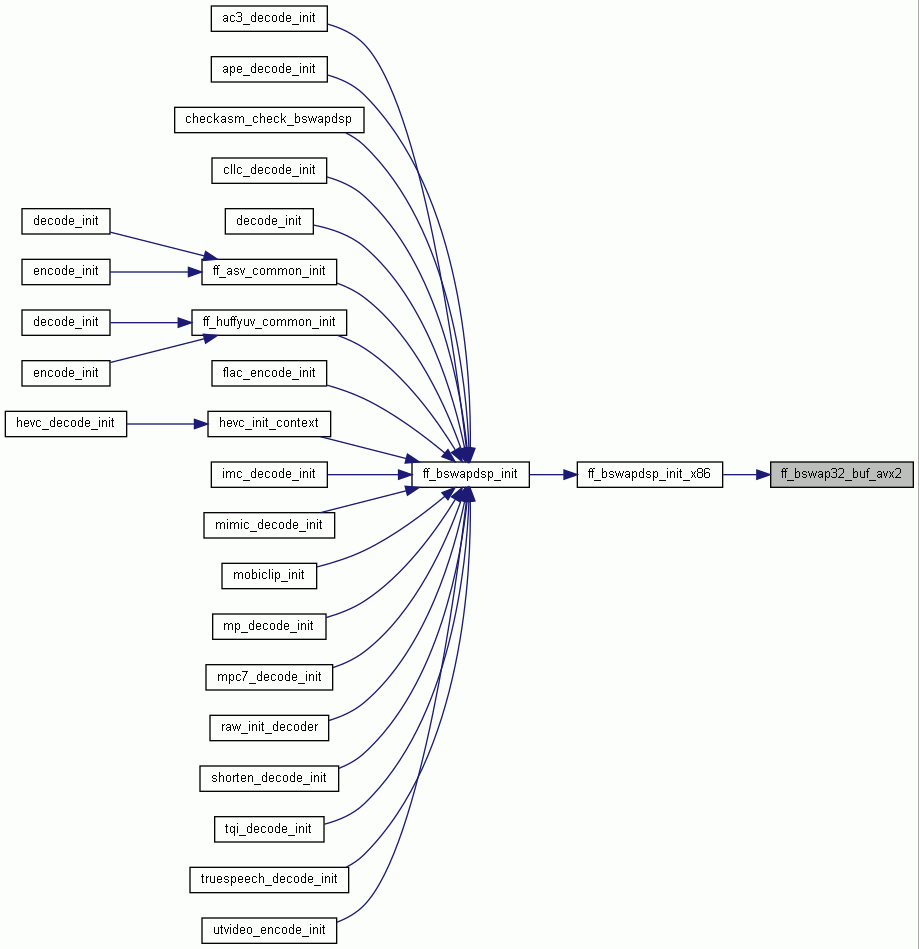 ac3_decode_init
ape_decode_init
checkasm_check_bswapdsp
cllc_decode_init
decode_init
decode_init
encode_init
ff_asv_common_init
decode_init
ff_huffyuv_common_init
encode_init
flac_encode_init
hevc_decode_init
hevc_init_context
imc_decode_init
ff_bswapdsp_init
ff_bswapdsp_init_x86
ff_bswap32_buf_avx2
mimic_decode_init
mobiclip_init
mp_decode_init
mpc7_decode_init
raw_init_decoder
shorten_decode_init
tqi_decode_init
truespeech_decode_init
utvideo_encode_init